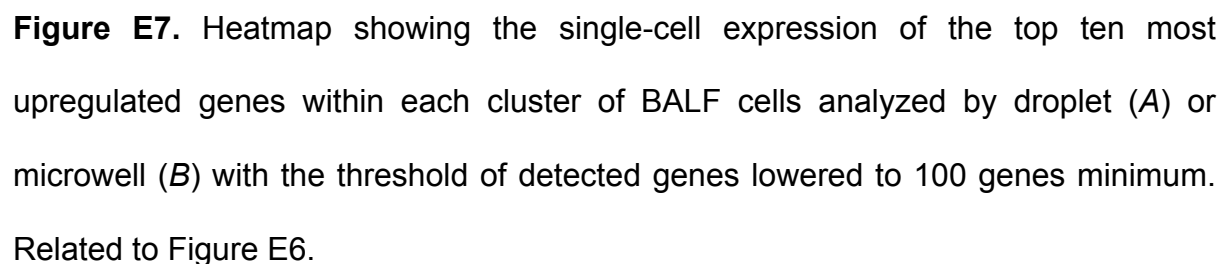 Figure E7. Heatmap showing the single-cell expression of the top ten most
upregulated genes within each cluster of BALF cells analyzed by droplet (A) or
microwell (B) with the threshold of detected genes lowered to 100 genes minimum.
Related to Figure E6.